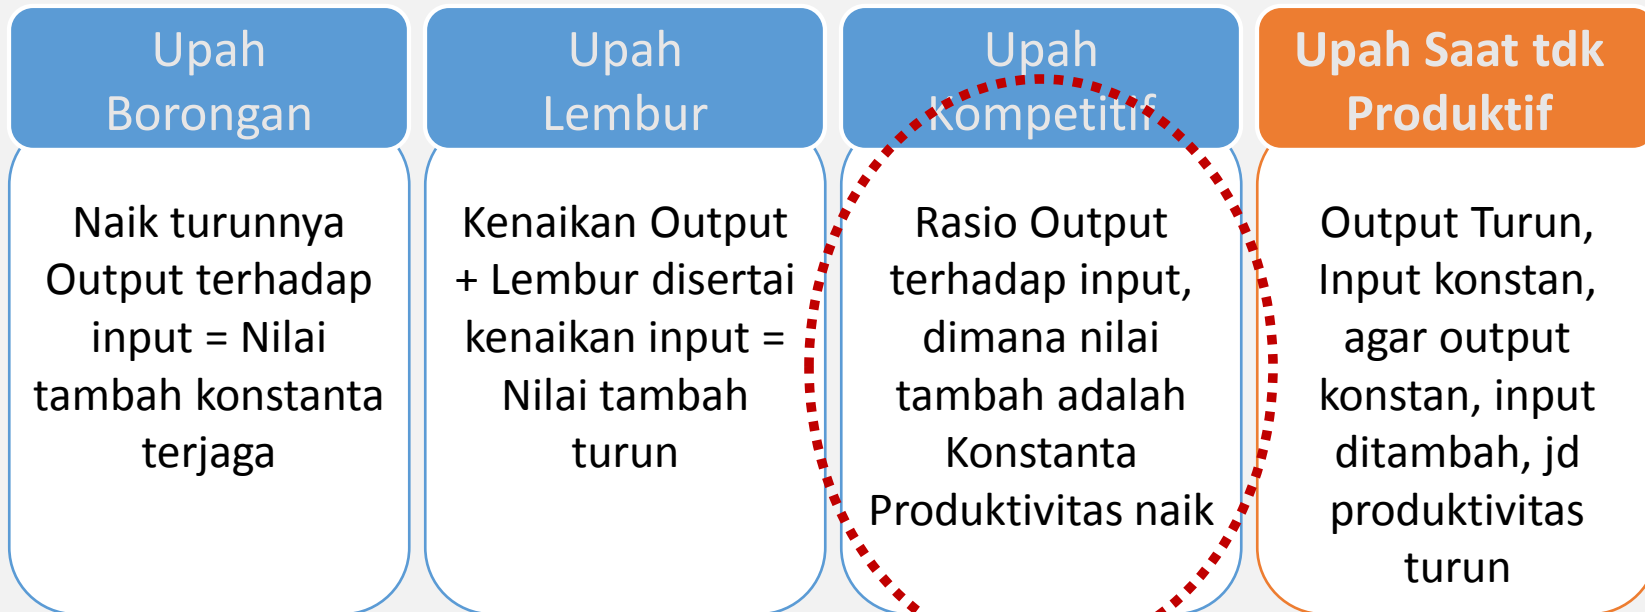 Upah
Borongan
Naik turunnya
Output terhadap
input = Nilai
tambah konstanta
terjaga
Upah
Lembur
Kenaikan Output
+ Lembur disertai
kenaikan input =
Nilai tambah
turun
Upah
Kompetitif
Rasio Output
terhadap input,
dimana nilai
tambah adalah
Konstanta
Produktivitas naik
Upah Saat tdk
Produktif
Output Turun,
Input konstan,
agar output
konstan, input
ditambah, jd
produktivitas
turun